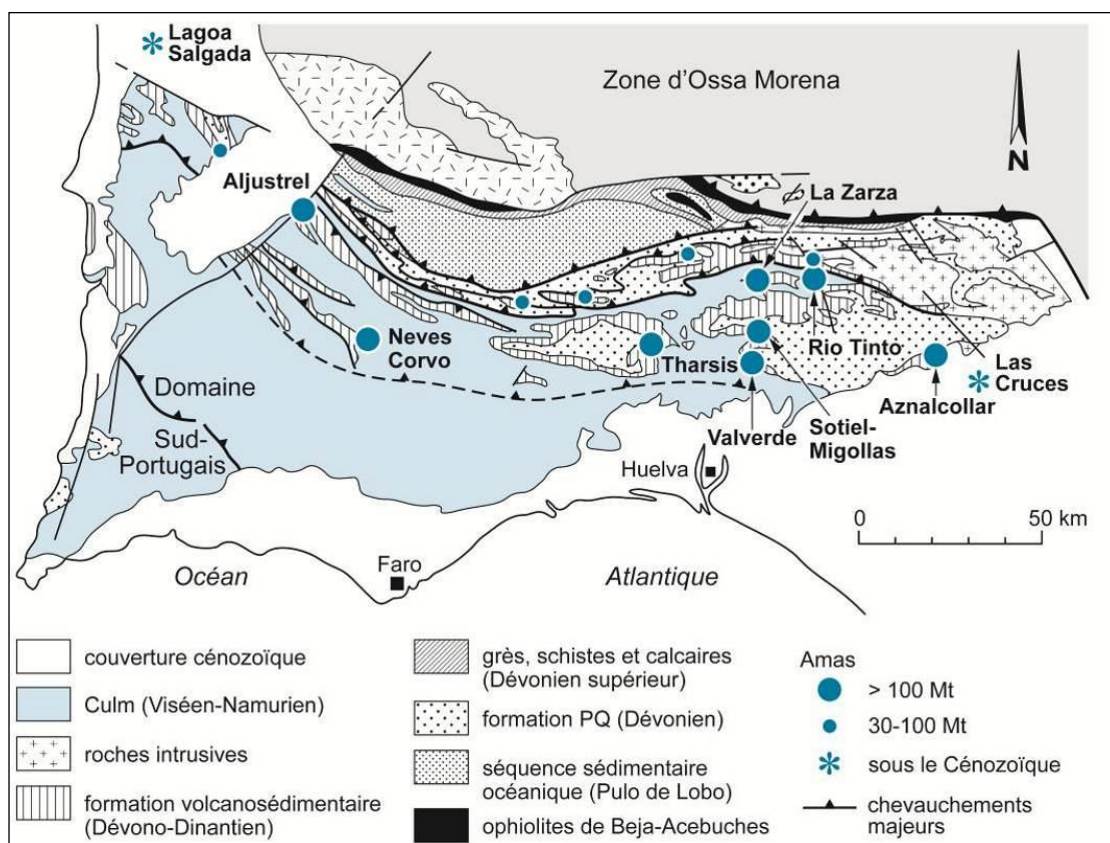 Lagoa
Salgada
Zone d'Ossa Morena
N
Aljustrel
La Zarza
Neves
Corvo
Tharsis
Rio Tinto
Las
Cruces
Aznalcollar
Domaine
Sud-
Portugais
Valverde
Sotiel-
Migollas
Huelva
0 50 km
Faro
Océan
Atlantique
couverture cénozoïque
Culm (Viséen-Namurien)
roches intrusives
formation volcanosédimentaire
(Dévono-Dinantien)
grès, schistes et calcaires
(Dévonien supérieur)
formation PQ (Dévonien)
séquence sédimentaire
océanique (Pulo de Lobo)
ophiolites de Beja-Acebuches
Amas
> 100 Mt
30-100 Mt
sous le Cénozoïque
chevauchements
majeurs